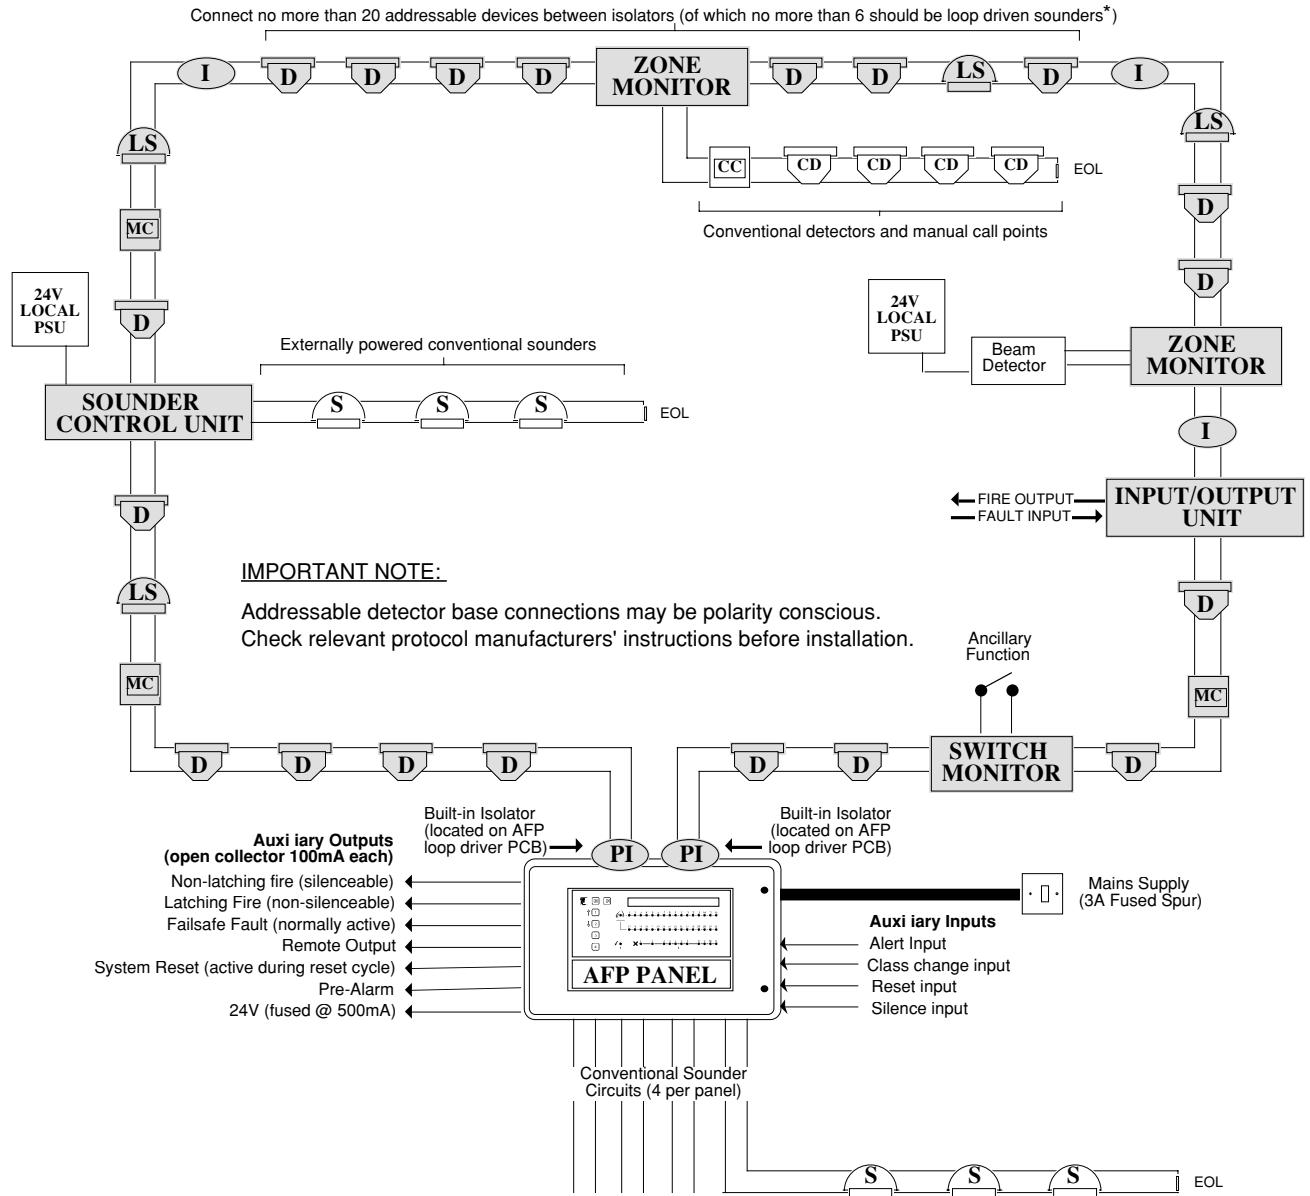 Connect no more than 20 addressable devices between isolators (of which no more than 6 should be loop driven sounders*)
I D D D D ZONE MONITOR D D LS D I
LS
LS
CC CD CD CD CD EOL
Conventional detectors and manual call points
MC
D
D
24V
LOCAL
PSU
D
24V
LOCAL
PSU
Beam
Detector
ZONE
MONITOR
Externally powered conventional sounders
SOUNDER
CONTROL UNIT
S S S EOL
I
D
FIRE OUTPUT
FAULT INPUT
INPUT/OUTPUT
UNIT
IMPORTANT NOTE:
Addressable detector base connections may be polarity conscious.
Check relevant protocol manufacturers' instructions before installation.
LS
D
Ancillary
Function
MC
MC
D D D D
D D SWITCH MONITOR D
Built-in Isolator
(located on AFP
loop driver PCB)
PI PI
Built-in Isolator
(located on AFP
loop driver PCB)
Auxi iary Outputs
(open collector 100mA each)
Non-latching fire (silenceable)
Latching Fire (non-silenceable)
Failsafe Fault (normally active)
Remote Output
System Reset (active during reset cycle)
Pre-Alarm
24V (fused @ 500mA)
AFP PANEL
Mains Supply
(3A Fused Spur)
Auxi iary Inputs
Alert Input
Class change input
Reset input
Silence input
Conventional Sounder
Circuits (4 per panel)
S S S EOL